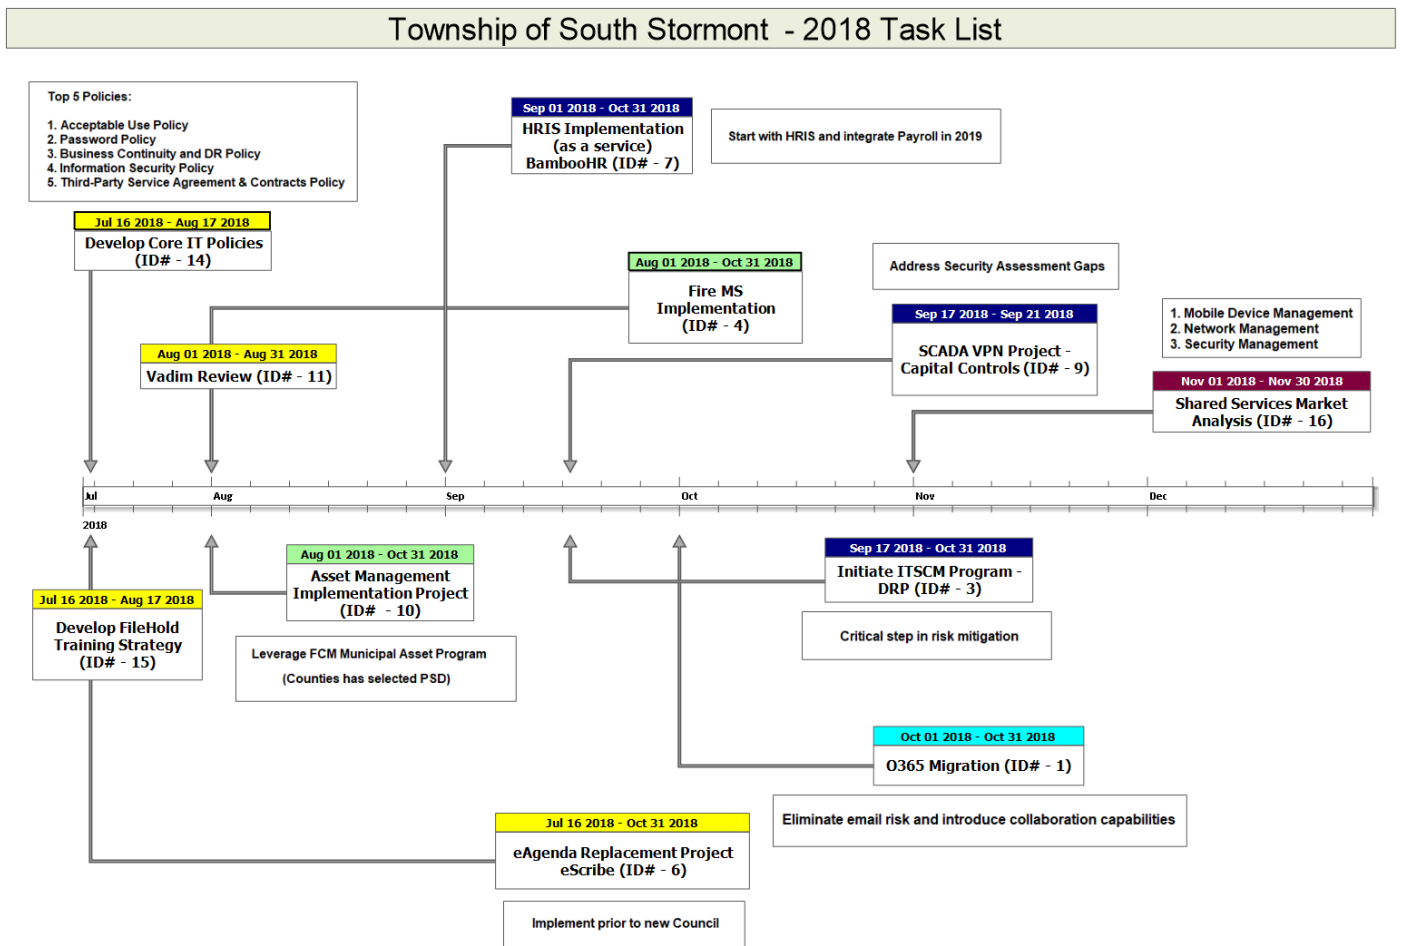 Township of South Stormont - 2018 Task List
Top 5 Policies:
1. Acceptable Use Policy
2. Password Policy
3. Business Continuity and DR Policy
4. Information Security Policy
5. Third-Party Service Agreement & Contracts Policy
Jul 16 2018 - Aug 17 2018
Develop Core IT Policies
(ID# - 14)
Sep 01 2018 - Oct 31 2018
HRIS Implementation
(as a service)
BambooHR (ID# - 7)
Start with HRIS and integrate Payroll in 2019
Aug 01 2018 - Oct 31 2018
Fire MS
Implementation
(ID# - 4)
Address Security Assessment Gaps
Sep 17 2018 - Sep 21 2018
SCADA VPN Project -
Capital Controls (ID# - 9)
1. Mobile Device Management
2. Network Management
3. Security Management
Nov 01 2018 - Nov 30 2018
Shared Services Market
Analysis (ID# - 16)
Aug 01 2018 - Aug 31 2018
Vadim Review (ID# - 11)
Jul Aug Sep Oct Nov Dec
2018
Jul 16 2018 - Aug 17 2018
Develop FileHold
Training Strategy
(ID# - 15)
Aug 01 2018 - Oct 31 2018
Asset Management
Implementation Project
(ID# - 10)
Leverage FCM Municipal Asset Program
(Counties has selected PSD)
Sep 17 2018 - Oct 31 2018
Initiate ITSCM Program -
DRP (ID# - 3)
Critical step in risk mitigation
Oct 01 2018 - Oct 31 2018
O365 Migration (ID# - 1)
Eliminate email risk and introduce collaboration capabilities
Jul 16 2018 - Oct 31 2018
eAgenda Replacement Project
eScribe (ID# - 6)
Implement prior to new Council